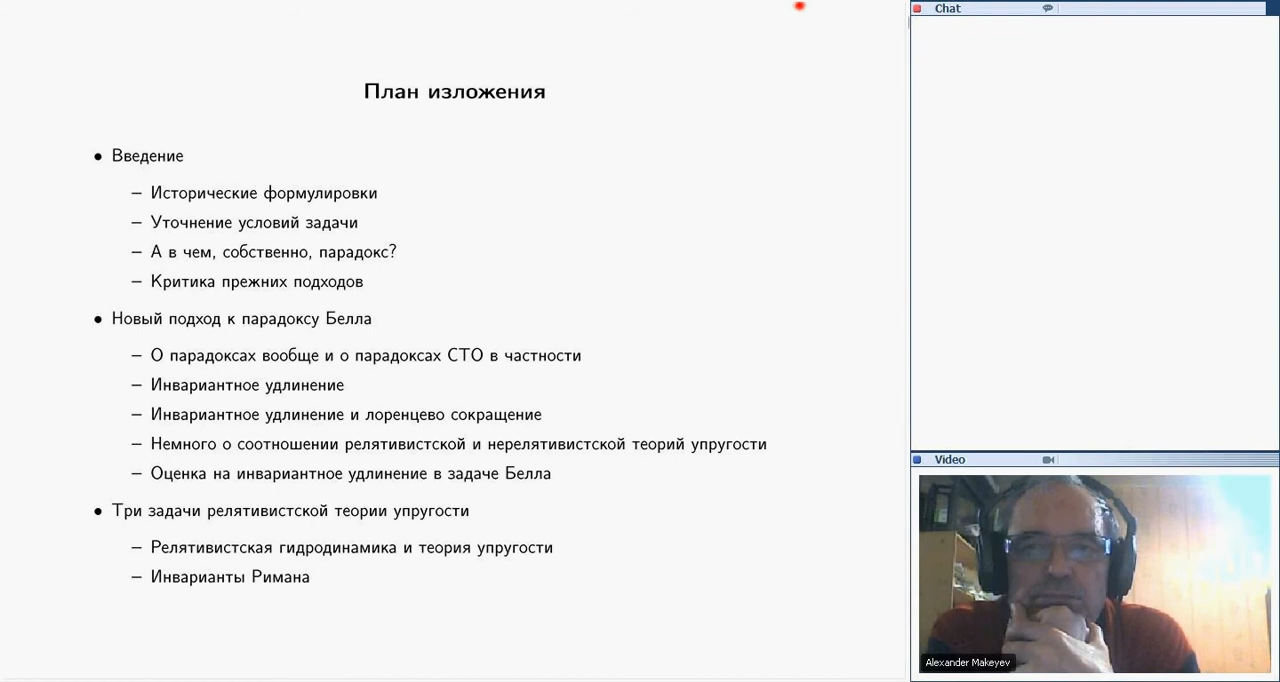 План изложения
• Введение
– Исторические формулировки
– Уточнение условий задачи
– А в чем, собственно, парадокс?
– Критика прежних подходов
• Новый подход к парадоксу Белла
– О парадоксах вообще и о парадоксах СТО в частности
– Инвариантное удлинение
– Инвариантное удлинение и лоренцево сокращение
– Немного о соотношении релятивистской и нерелятивистской теорий упругости
– Оценка на инвариантное удлинение в задаче Белла
• Три задачи релятивистской теории упругости
– Релятивистская гидродинамика и теория упругости
– Инварианты Римана
Chat
Video
Alexander Makeyev